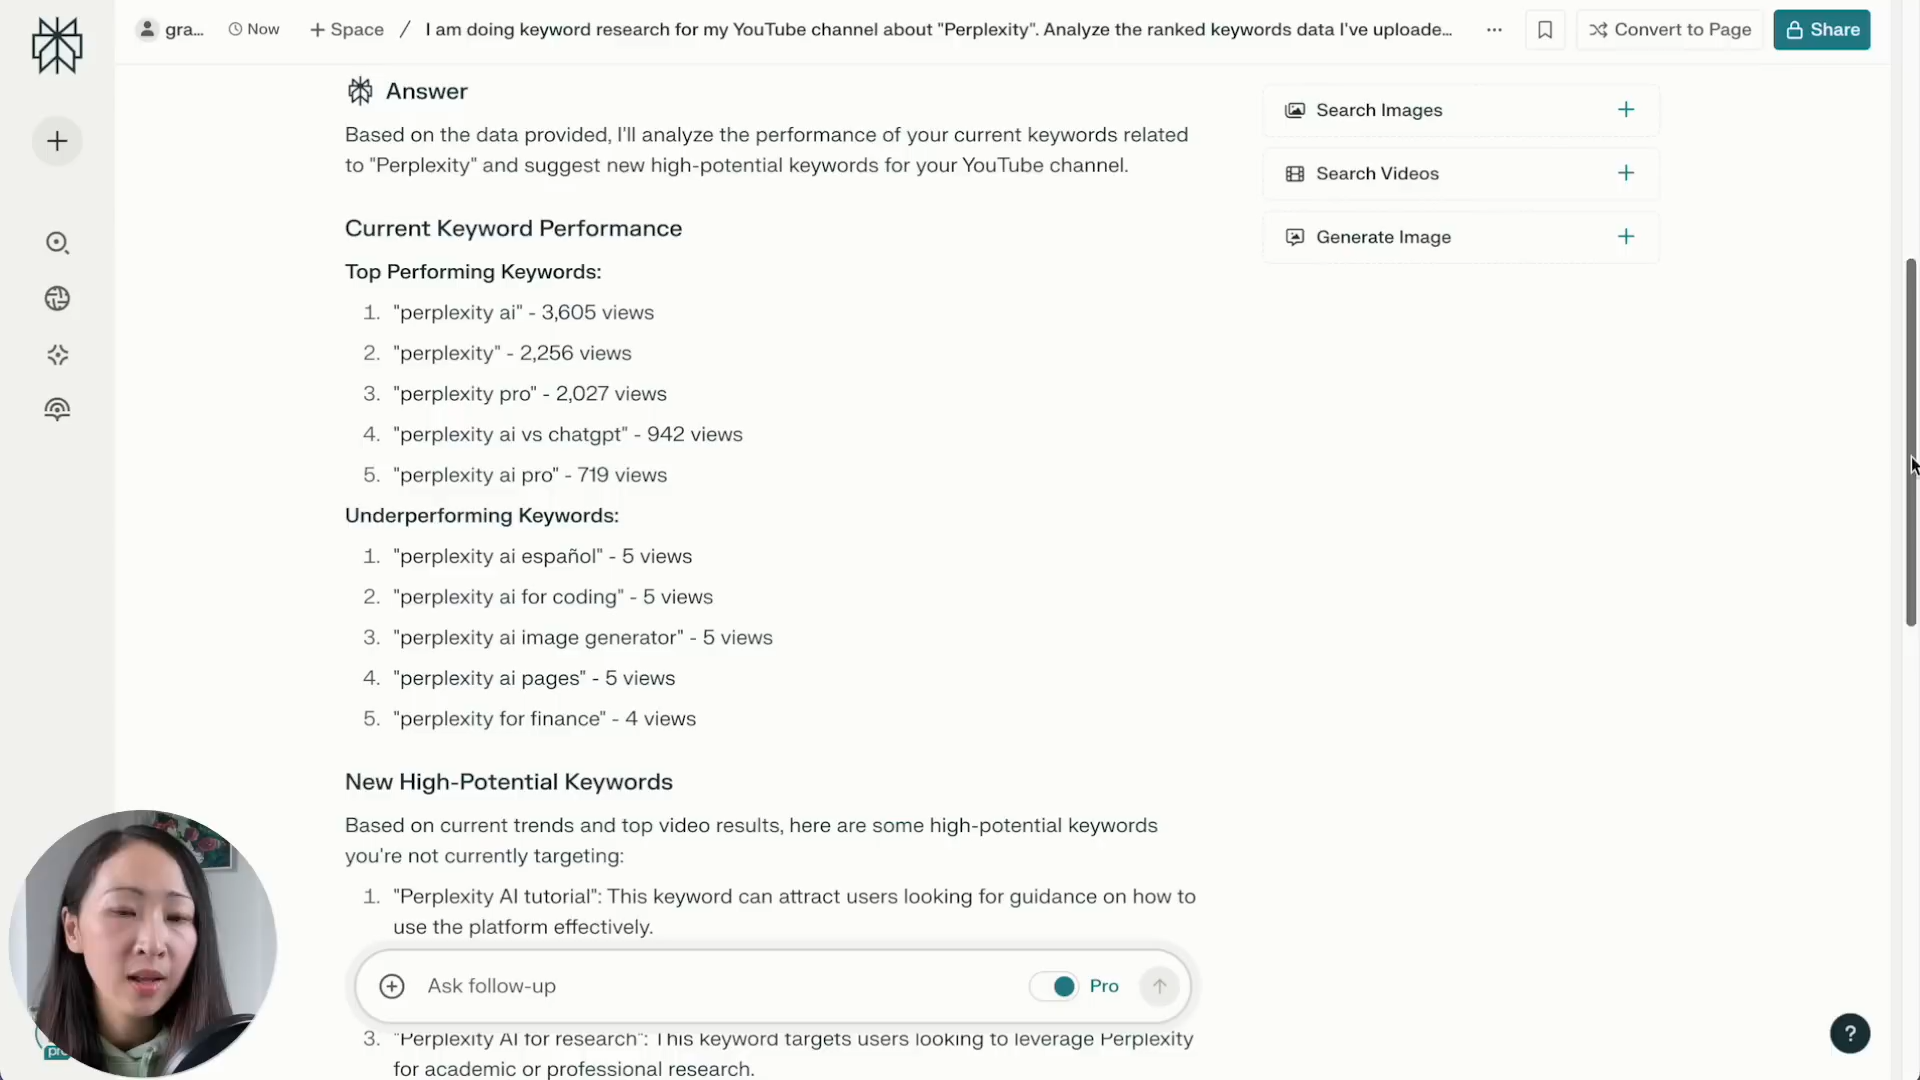 gra...
Now
Space
/
I am doing keyword research for my YouTube channel about "Perplexity". Analyze the ranked keywords data I've uploade...
Convert to Page
Share
Answer
Based on the data provided, I'll analyze the performance of your current keywords related
to "Perplexity" and suggest new high-potential keywords for your YouTube channel.
Search Images
Search Videos
Generate Image
Current Keyword Performance
Top Performing Keywords:
1. "perplexity ai" - 3,605 views
2. "perplexity" - 2,256 views
3. "perplexity pro" - 2,027 views
4. "perplexity ai vs chatgpt" - 942 views
5. "perplexity ai pro" - 719 views
Underperforming Keywords:
1. "perplexity ai español" - 5 views
2. "perplexity ai for coding" - 5 views
3. "perplexity ai image generator" - 5 views
4. "perplexity ai pages" - 5 views
5. "perplexity for finance" - 4 views
New High-Potential Keywords
Based on current trends and top video results, here are some high-potential keywords
you're not currently targeting:
1. "Perplexity AI tutorial": This keyword can attract users looking for guidance on how to
use the platform effectively.
Ask follow-up
Pro
3. "Perplexity AI for research": This keyword targets users looking to leverage Perplexity
for academic or professional research.
?